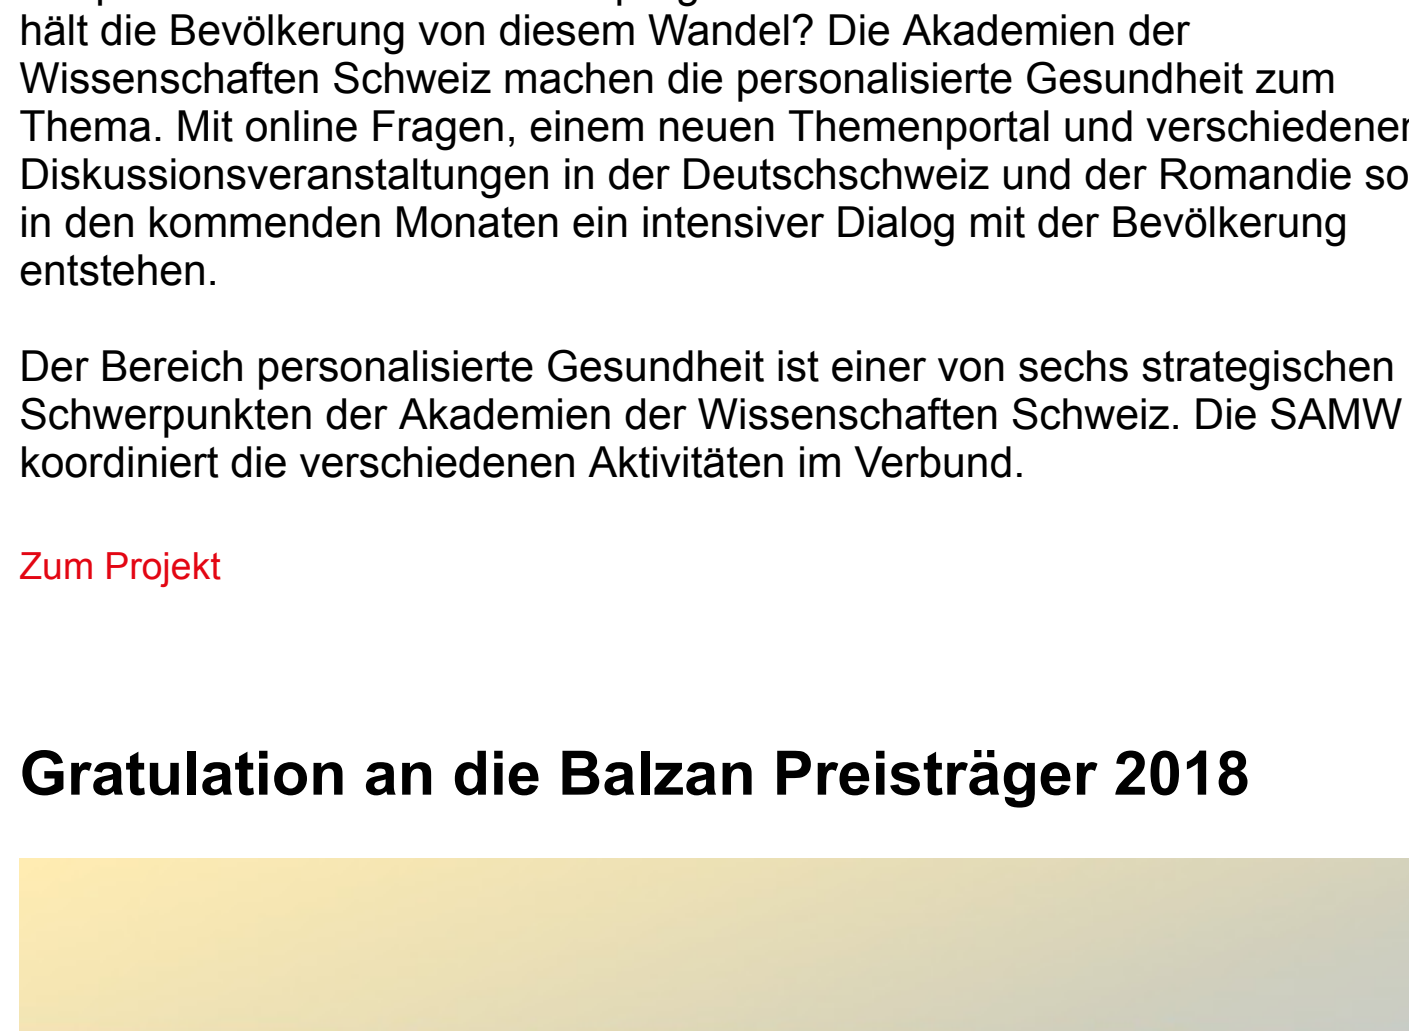 hält die Bevölkerung von diesem Wandel? Die Akademien der
Wissenschaften Schweiz machen die personalisierte Gesundheit zum
Thema. Mit online Fragen, einem neuen Themenportal und verschiedenen
Diskussionsveranstaltungen in der Deutschschweiz und der Romandie so
in den kommenden Monaten ein intensiver Dialog mit der Bevölkerung
entstehen.
Der Bereich personalisierte Gesundheit ist einer von sechs strategischen
Schwerpunkten der Akademien der Wissenschaften Schweiz. Die SAMW
koordiniert die verschiedenen Aktivitäten im Verbund.
Zum Projekt
Gratulation an die Balzan Preisträger 2018